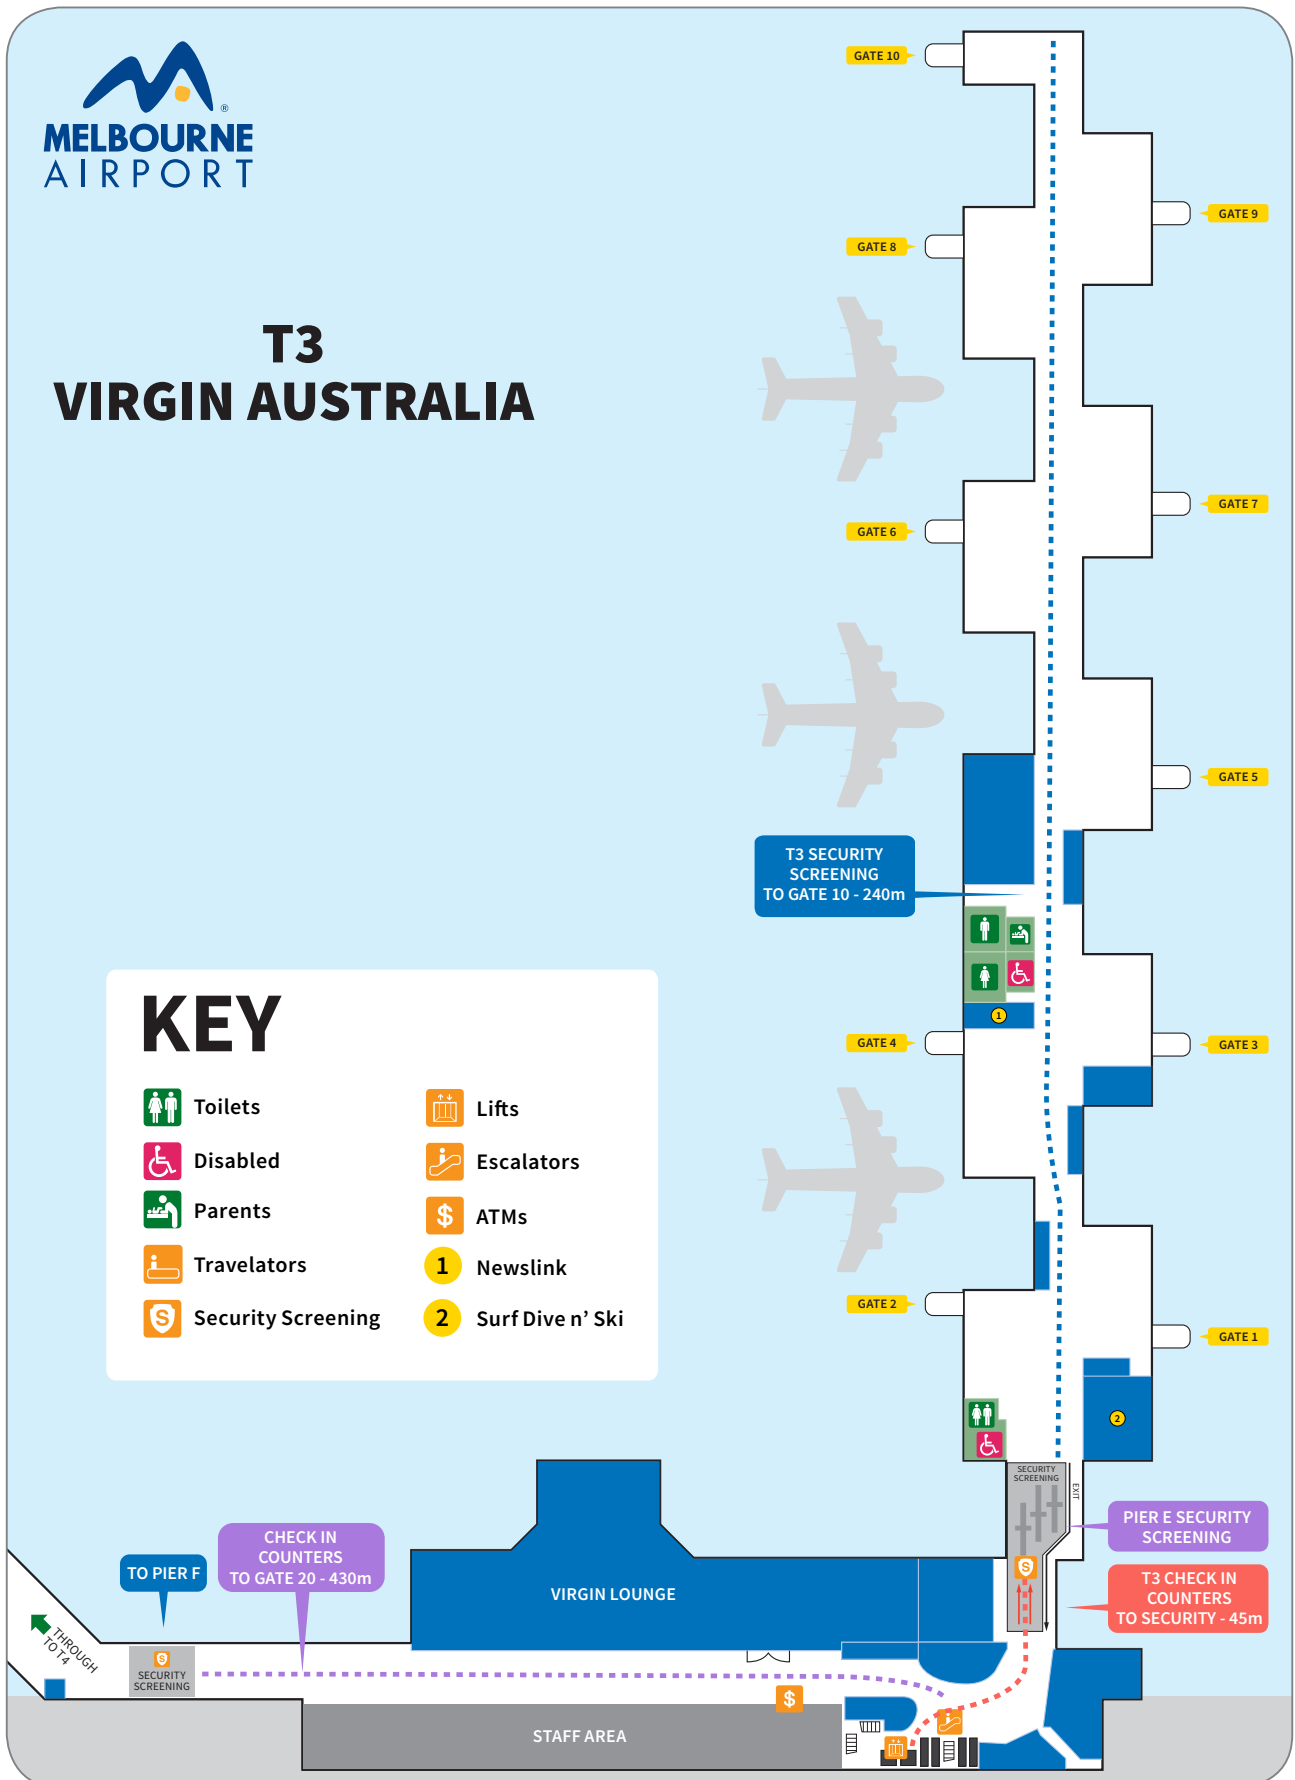 MELBOURNE
AIRPORT
®
T3
VIRGIN AUSTRALIA
GATE 10
GATE 9
GATE 8
GATE 7
GATE 6
GATE 5
T3 SECURITY
SCREENING
TO GATE 10 - 240m
1
GATE 4
GATE 3
GATE 2
GATE 1
2
KEY
Toilets
Disabled
Parents
Travelators
S
Security Screening
Lifts
Escalators
$
ATMs
1
Newslink
2
Surf Dive n’ Ski
SECURITY
SCREENING
EXIT
S
PIER E SECURITY
SCREENING
T3 CHECK IN
COUNTERS
TO SECURITY - 45m
CHECK IN
COUNTERS
TO GATE 20 - 430m
TO PIER F
VIRGIN LOUNGE
THROUGH
TO T4
S
SECURITY
SCREENING
$
STAFF AREA